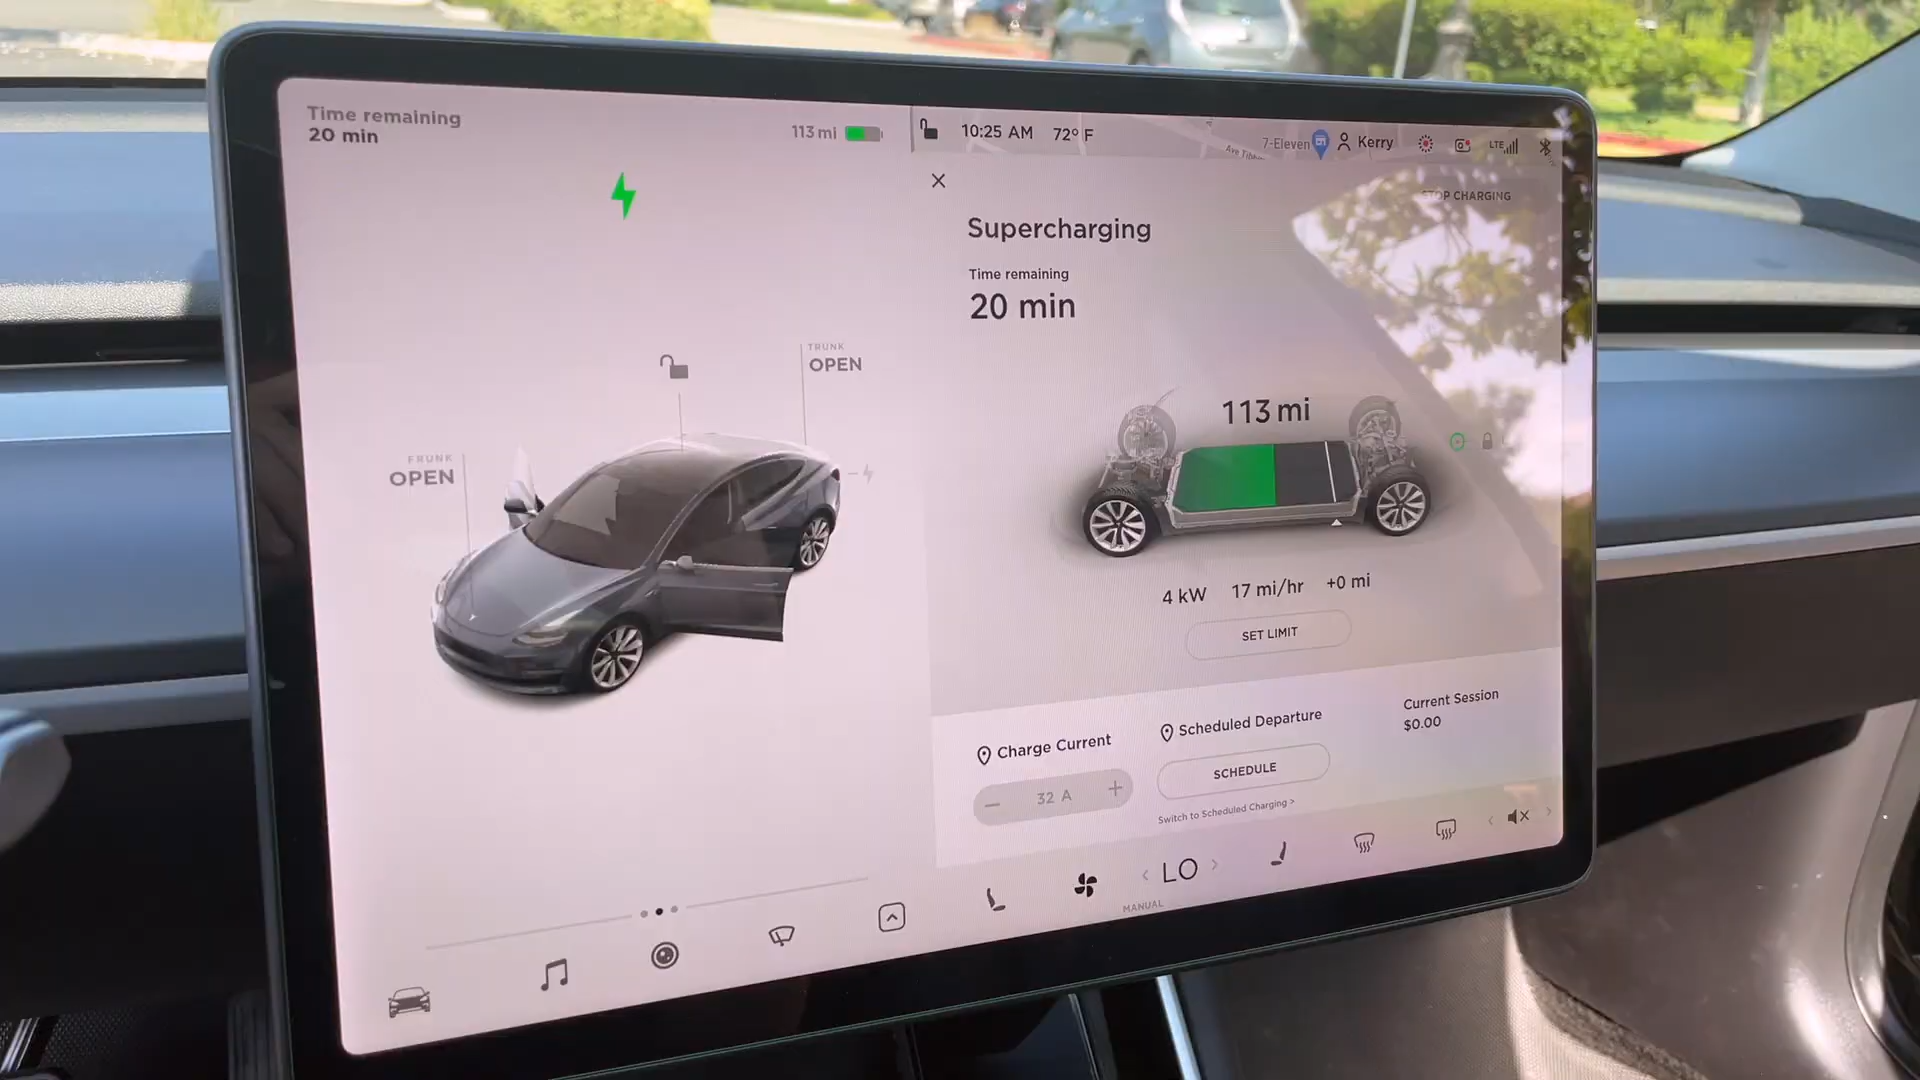 Time remaining
20 min
113 mi
10:25 AM 72° F
7-Eleven
Kerry
LTE
STOP CHARGING
Supercharging
Time remaining
20 min
TRUNK
OPEN
FRUNK
OPEN
113 mi
4 kW 17 mi/hr +0 mi
SET LIMIT
Charge Current
32 A
Scheduled Departure
SCHEDULE
Switch to Scheduled Charging >
Current Session
$0.00
LO
MANUAL